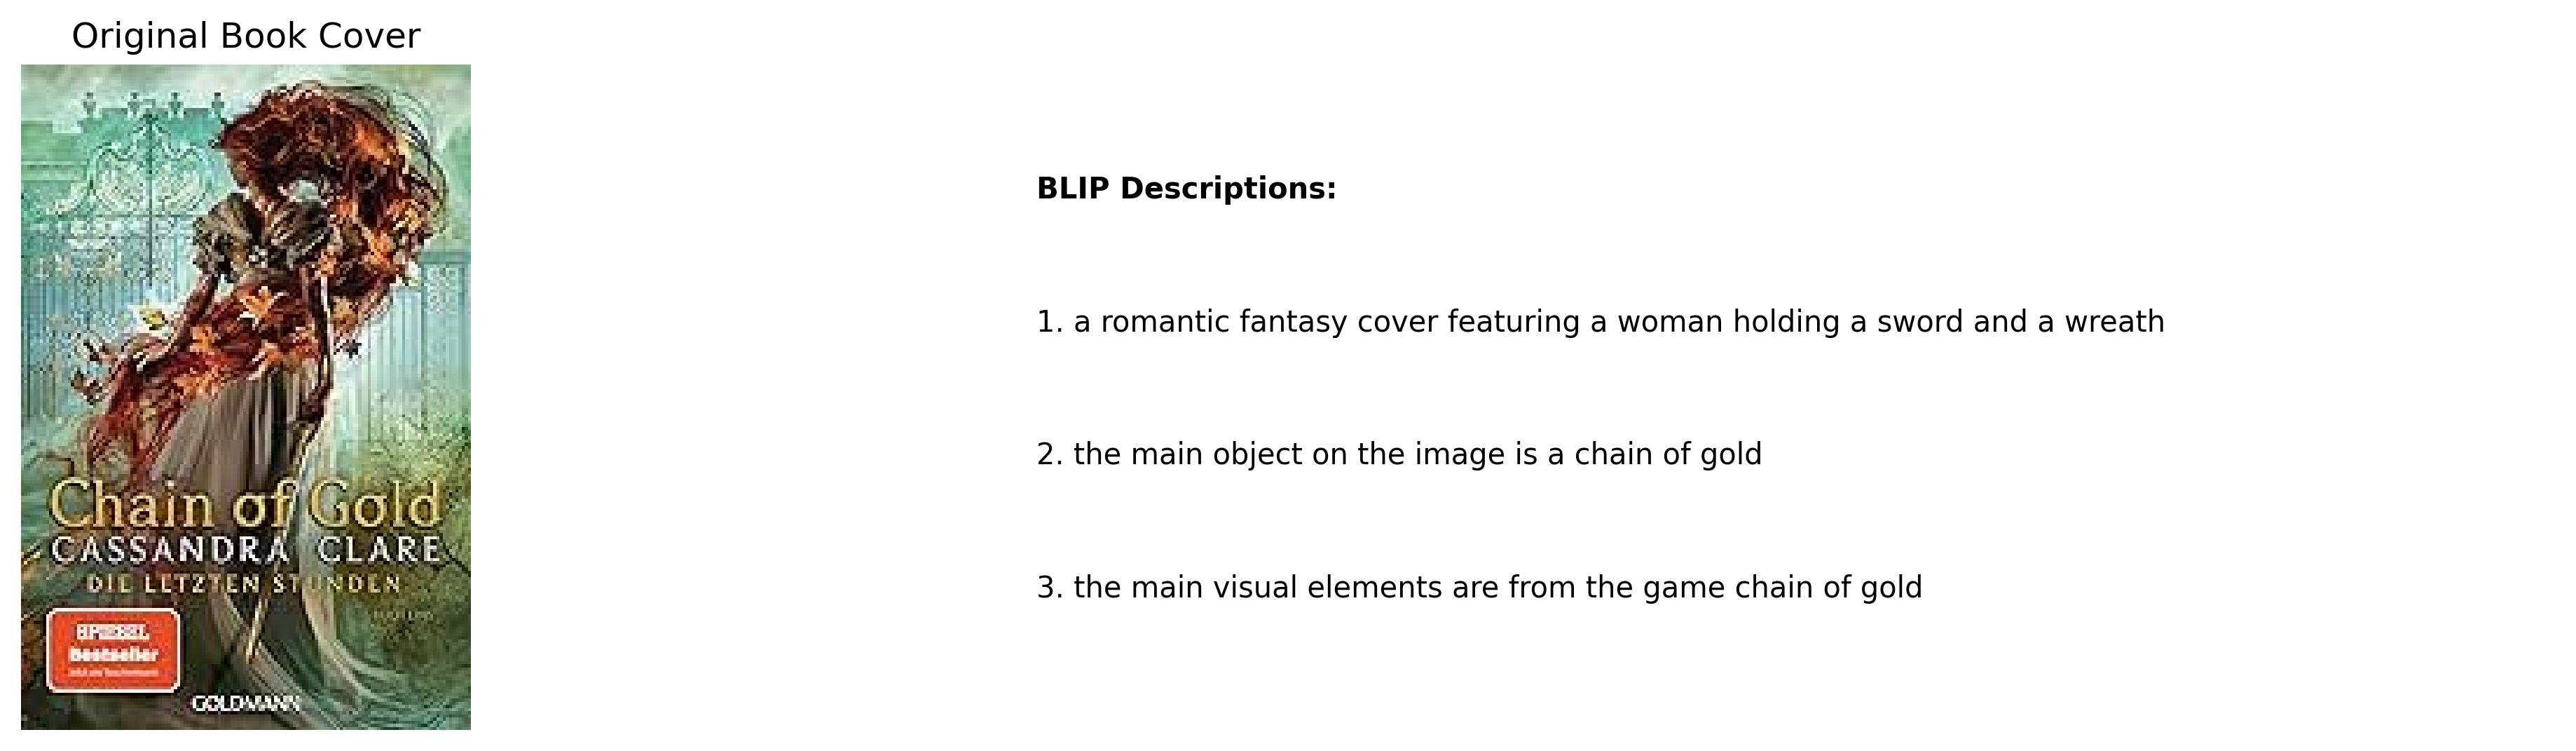 Original Book Cover
Chain of Gold
CASSANDRA CLARE
DIE LETZTEN STUNDEN
SPIEGEL
Bestseller
GOLDMANN
BLIP Descriptions:
1. a romantic fantasy cover featuring a woman holding a sword and a wreath
2. the main object on the image is a chain of gold
3. the main visual elements are from the game chain of gold